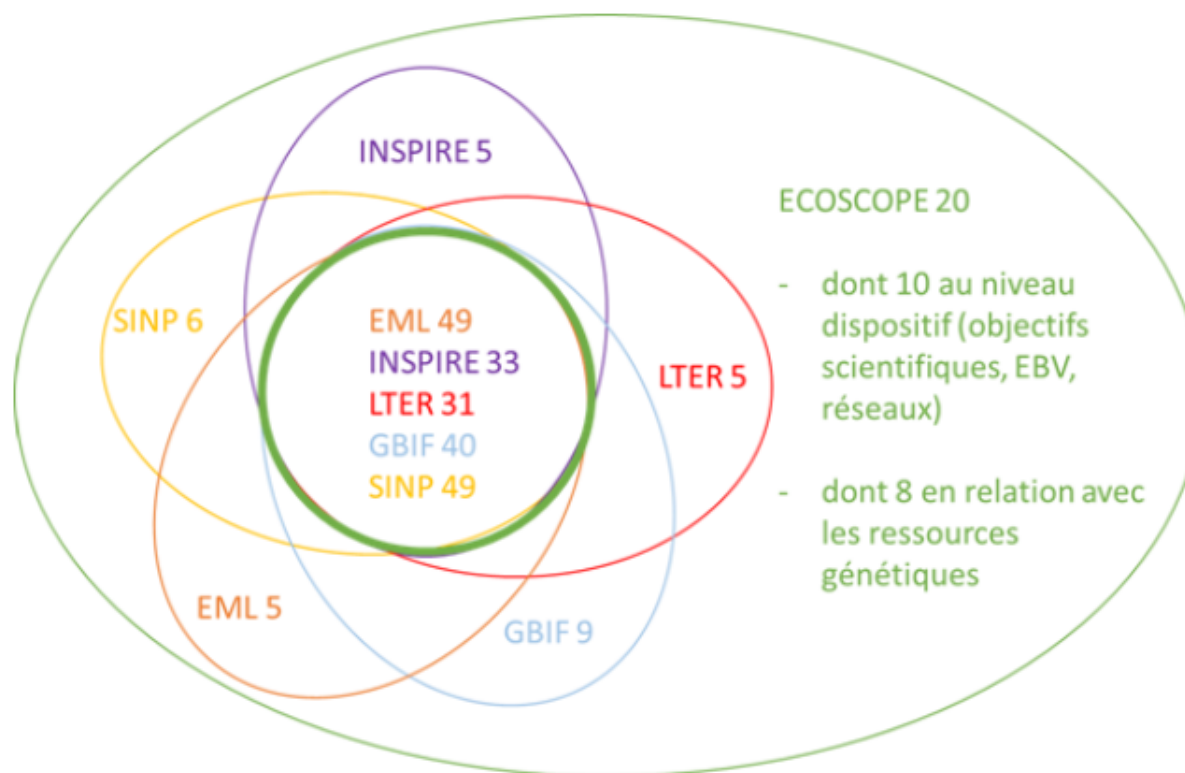 INSPIRE 5
SINP 6
EML 49
INSPIRE 33
LTER 31
GBIF 40
SINP 49
LTER 5
EML 5
GBIF 9
ECOSCOPE 20
- dont 10 au niveau
dispositif (objectifs
scientifiques, EBV,
réseaux)
- dont 8 en relation avec
les ressources
génétiques